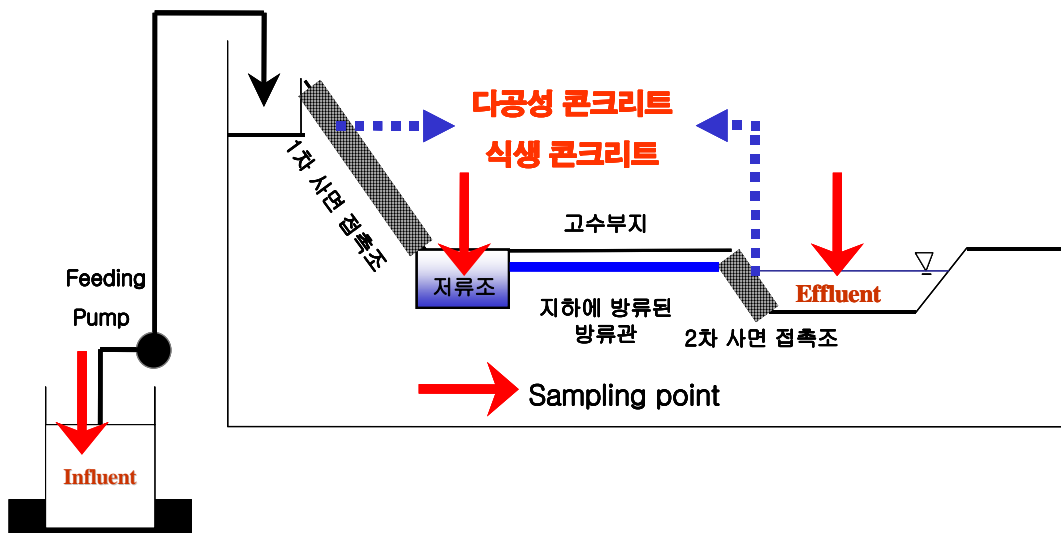 다공성 콘크리트
식생 콘크리트
1차 사면 접촉조
고수부지
저류조
지하에 방류된
방류관
2차 사면 접촉조
Effluent
Feeding
Pump
Sampling point
Influent